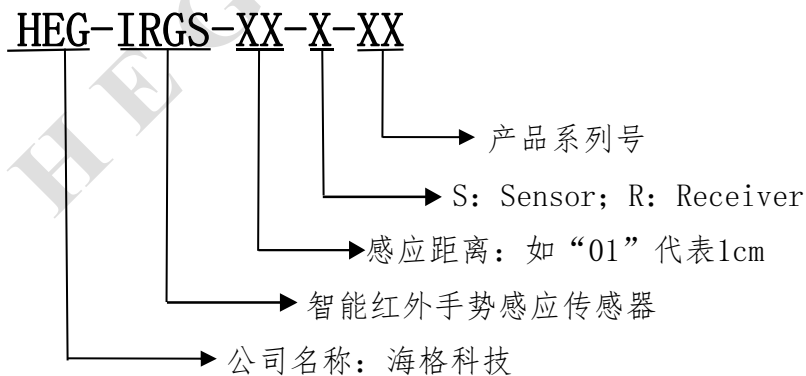 HEG-IRGS-XX-X-XX
产品系列号
S: Sensor; R: Receiver
感应距离: 如“01”代表1cm
智能红外手势感应传感器
公司名称: 海格科技
H E G